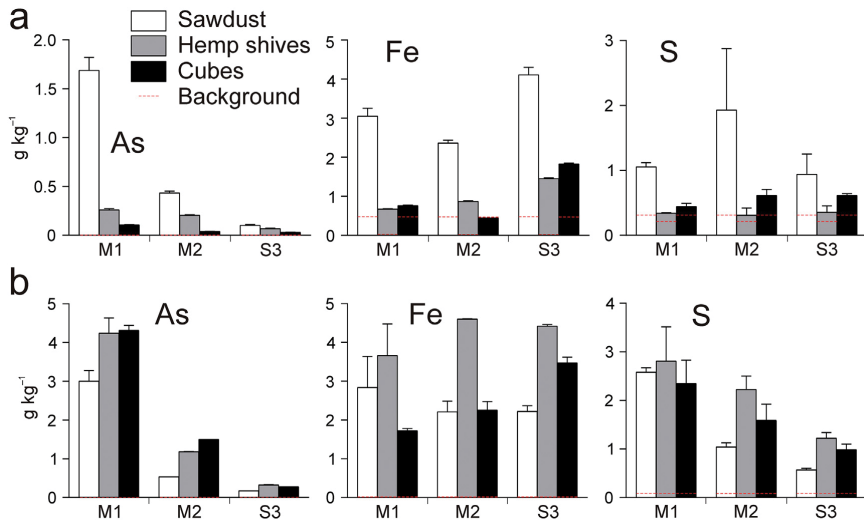 a
Sawdust
Hemp shives
Cubes
Background
g kg⁻¹
2.0
1.5
1.0
0.5
0.0
As
M1 M2 S3
5
4
3
2
1
0
Fe
M1 M2 S3
3
2
1
0
S
M1 M2 S3
b
g kg⁻¹
5
4
3
2
1
0
As
M1 M2 S3
5
4
3
2
1
0
Fe
M1 M2 S3
4
3
2
1
0
S
M1 M2 S3